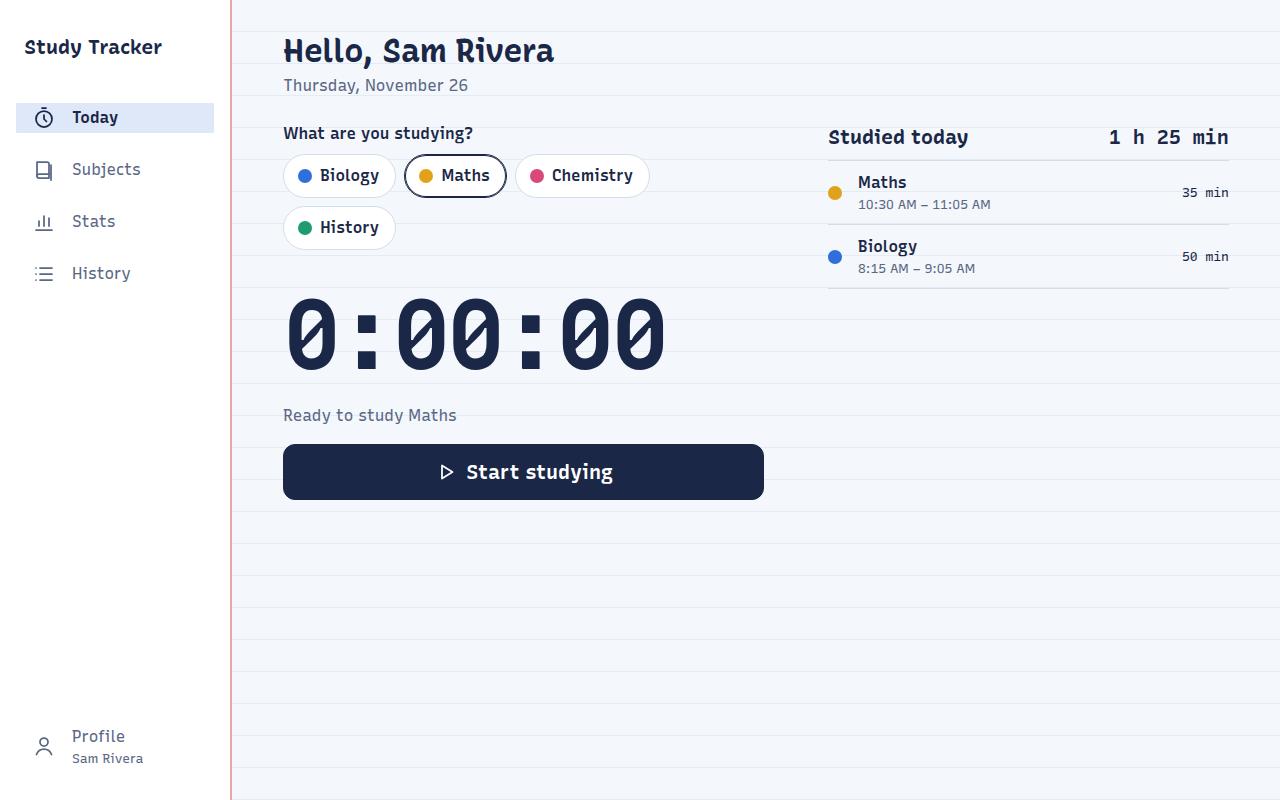 Study Tracker
Today
Subjects
Stats
History
Profile
Sam Rivera
Hello, Sam Rivera
Thursday, November 26
What are you studying?
Biology
Maths
Chemistry
History
0:00:00
Ready to study Maths
Start studying
Studied today 1 h 25 min
Maths
10:30 AM – 11:05 AM
35 min
Biology
8:15 AM – 9:05 AM
50 min